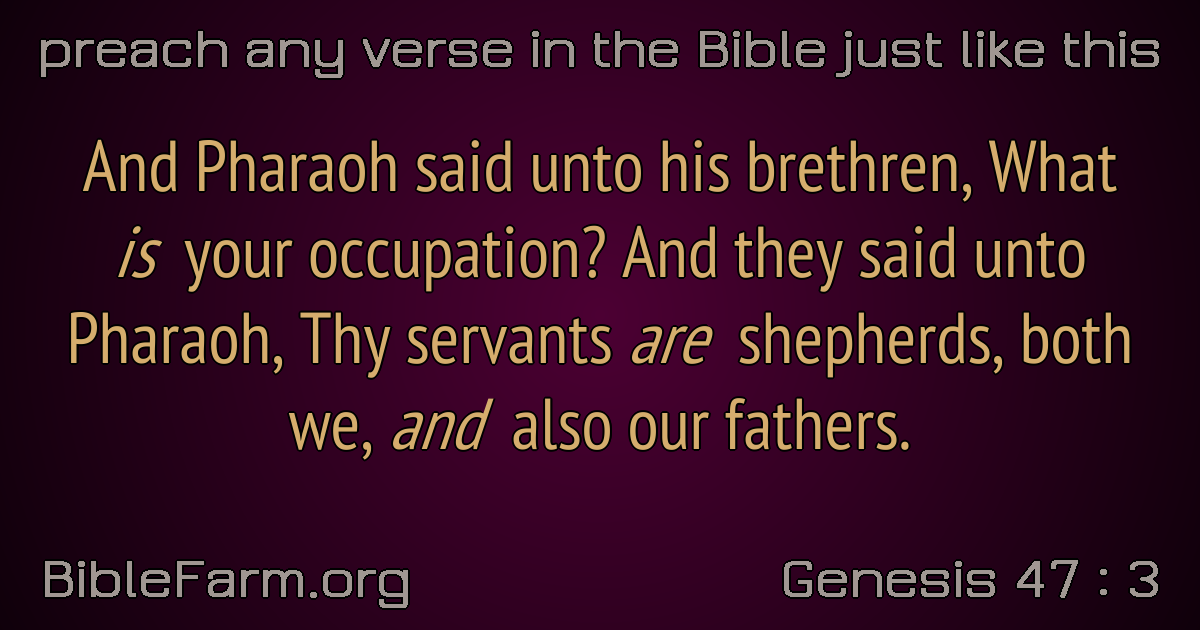 preach any verse in the Bible just like this
And Pharaoh said unto his brethren, What
is your occupation? And they said unto
Pharaoh, Thy servants are shepherds, both
we, and also our fathers.
BibleFarm.org
Genesis 47 : 3